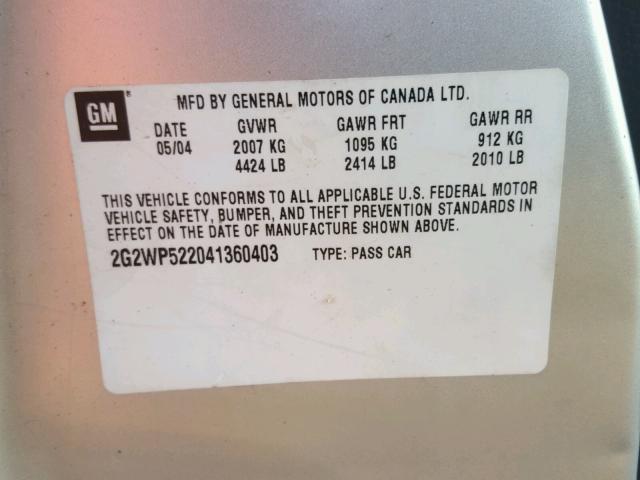 GM
MFD BY GENERAL MOTORS OF CANADA LTD.
DATE GVWR GAWR FRT GAWR RR
05/04 2007 KG 1095 KG 912 KG
4424 LB 2414 LB 2010 LB
THIS VEHICLE CONFORMS TO ALL APPLICABLE U.S. FEDERAL MOTOR
VEHICLE SAFETY, BUMPER, AND THEFT PREVENTION STANDARDS IN
EFFECT ON THE DATE OF MANUFACTURE SHOWN ABOVE.
2G2WP522041360403 TYPE: PASS CAR